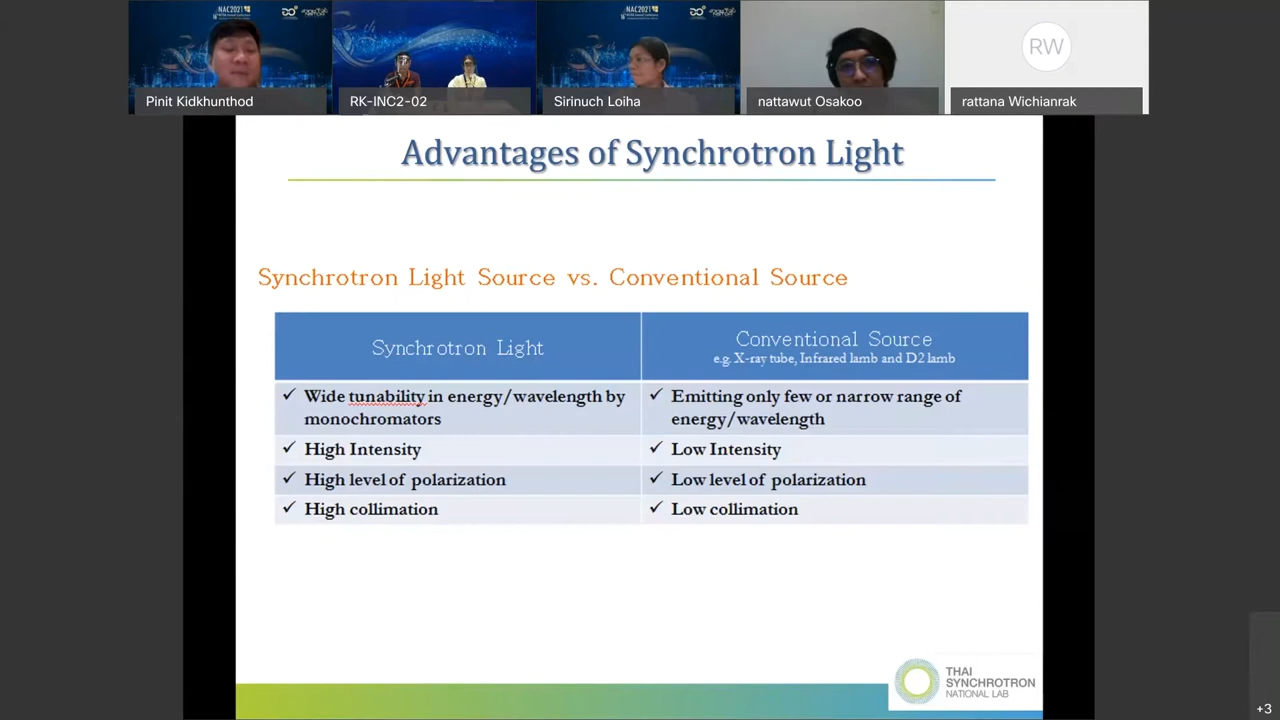 NAC2021
NAC2021
Pinit Kidkhunthod
RK-INC2-02
Sirinuch Loiha
nattawut Osakoo
RW
rattana Wichianrak
Advantages of Synchrotron Light
Synchrotron Light Source vs. Conventional Source
Synchrotron Light
Conventional Source
e.g. X-ray tube, Infrared lamb and D2 lamb
✓ Wide tunability in energy/wavelength by
monochromators
✓ Emitting only few or narrow range of
energy/wavelength
✓ High Intensity
✓ Low Intensity
✓ High level of polarization
✓ Low level of polarization
✓ High collimation
✓ Low collimation
THAI
SYNCHROTRON
NATIONAL LAB
+3